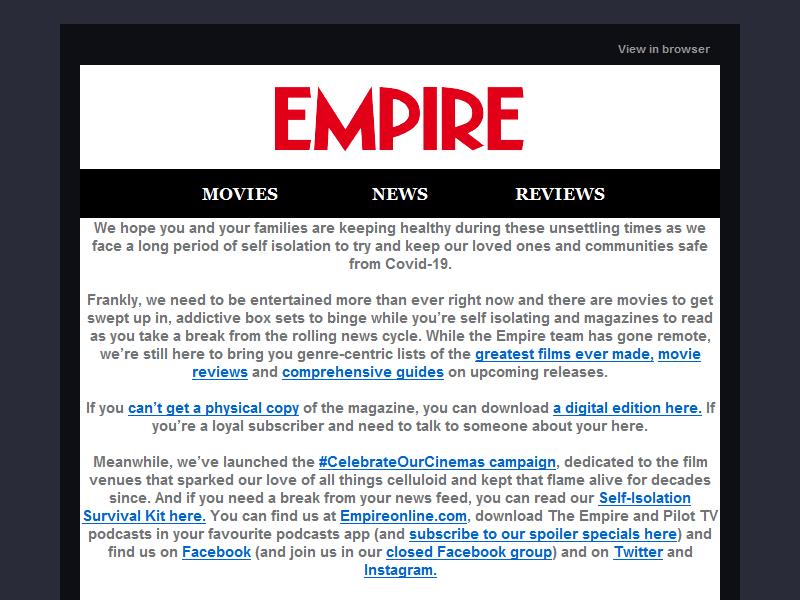 View in browser
EMPIRE
MOVIES NEWS REVIEWS
We hope you and your families are keeping healthy during these unsettling times as we
face a long period of self isolation to try and keep our loved ones and communities safe
from Covid-19.
Frankly, we need to be entertained more than ever right now and there are movies to get
swept up in, addictive box sets to binge while you’re self isolating and magazines to read
as you take a break from the rolling news cycle. While the Empire team has gone remote,
we’re still here to bring you genre-centric lists of the greatest films ever made, movie
reviews and comprehensive guides on upcoming releases.
If you can’t get a physical copy of the magazine, you can download a digital edition here. If
you’re a loyal subscriber and need to talk to someone about your here.
Meanwhile, we’ve launched the #CelebrateOurCinemas campaign, dedicated to the film
venues that sparked our love of all things celluloid and kept that flame alive for decades
since. And if you need a break from your news feed, you can read our Self-Isolation
Survival Kit here. You can find us at Empireonline.com, download The Empire and Pilot TV
podcasts in your favourite podcasts app (and subscribe to our spoiler specials here) and
find us on Facebook (and join us in our closed Facebook group) and on Twitter and
Instagram.